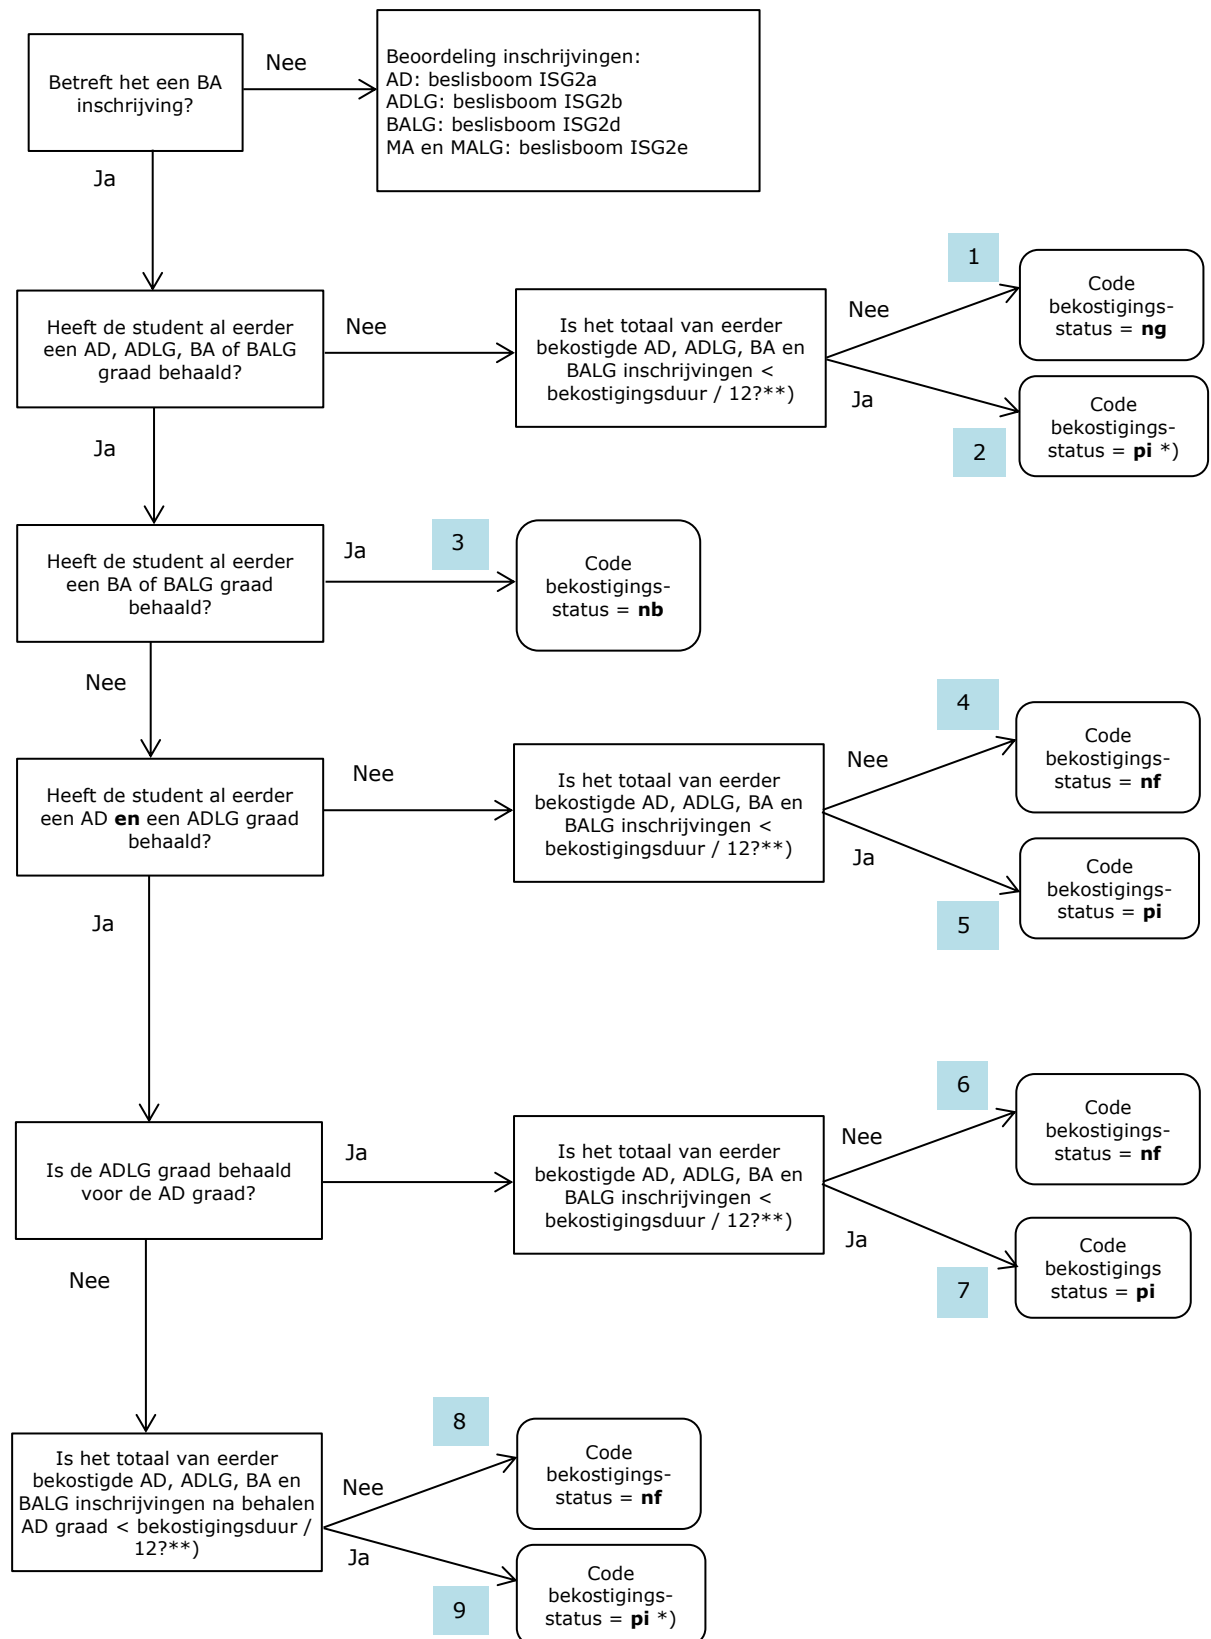 Betreft het een BA
inschrijving?
Nee
Beoordeling inschrijvingen:
AD: beslisboom ISG2a
ADLG: beslisboom ISG2b
BALG: beslisboom ISG2d
MA en MALG: beslisboom ISG2e
Ja
Heeft de student al eerder
een AD, ADLG, BA of BALG
graad behaald?
Nee
Is het totaal van eerder
bekostigde AD, ADLG, BA en
BALG inschrijvingen <
bekostigingsduur / 12?**)
Nee
1
Code
bekostigings-
status = ng
Ja
2
Code
bekostigings-
status = pi *)
Ja
Heeft de student al eerder
een BA of BALG graad
behaald?
Ja
3
Code
bekostigings-
status = nb
Nee
Heeft de student al eerder
een AD en een ADLG graad
behaald?
Nee
Is het totaal van eerder
bekostigde AD, ADLG, BA en
BALG inschrijvingen <
bekostigingsduur / 12?**)
Nee
4
Code
bekostigings-
status = nf
Ja
5
Code
bekostigings-
status = pi
Ja
Is de ADLG graad behaald
voor de AD graad?
Ja
Is het totaal van eerder
bekostigde AD, ADLG, BA en
BALG inschrijvingen <
bekostigingsduur / 12?**)
Nee
6
Code
bekostigings-
status = nf
Ja
7
Code
bekostigings
status = pi
Nee
Is het totaal van eerder
bekostigde AD, ADLG, BA en
BALG inschrijvingen na behalen
AD graad < bekostigingsduur /
12?**)
Nee
8
Code
bekostigings-
status = nf
Ja
9
Code
bekostigings-
status = pi *)